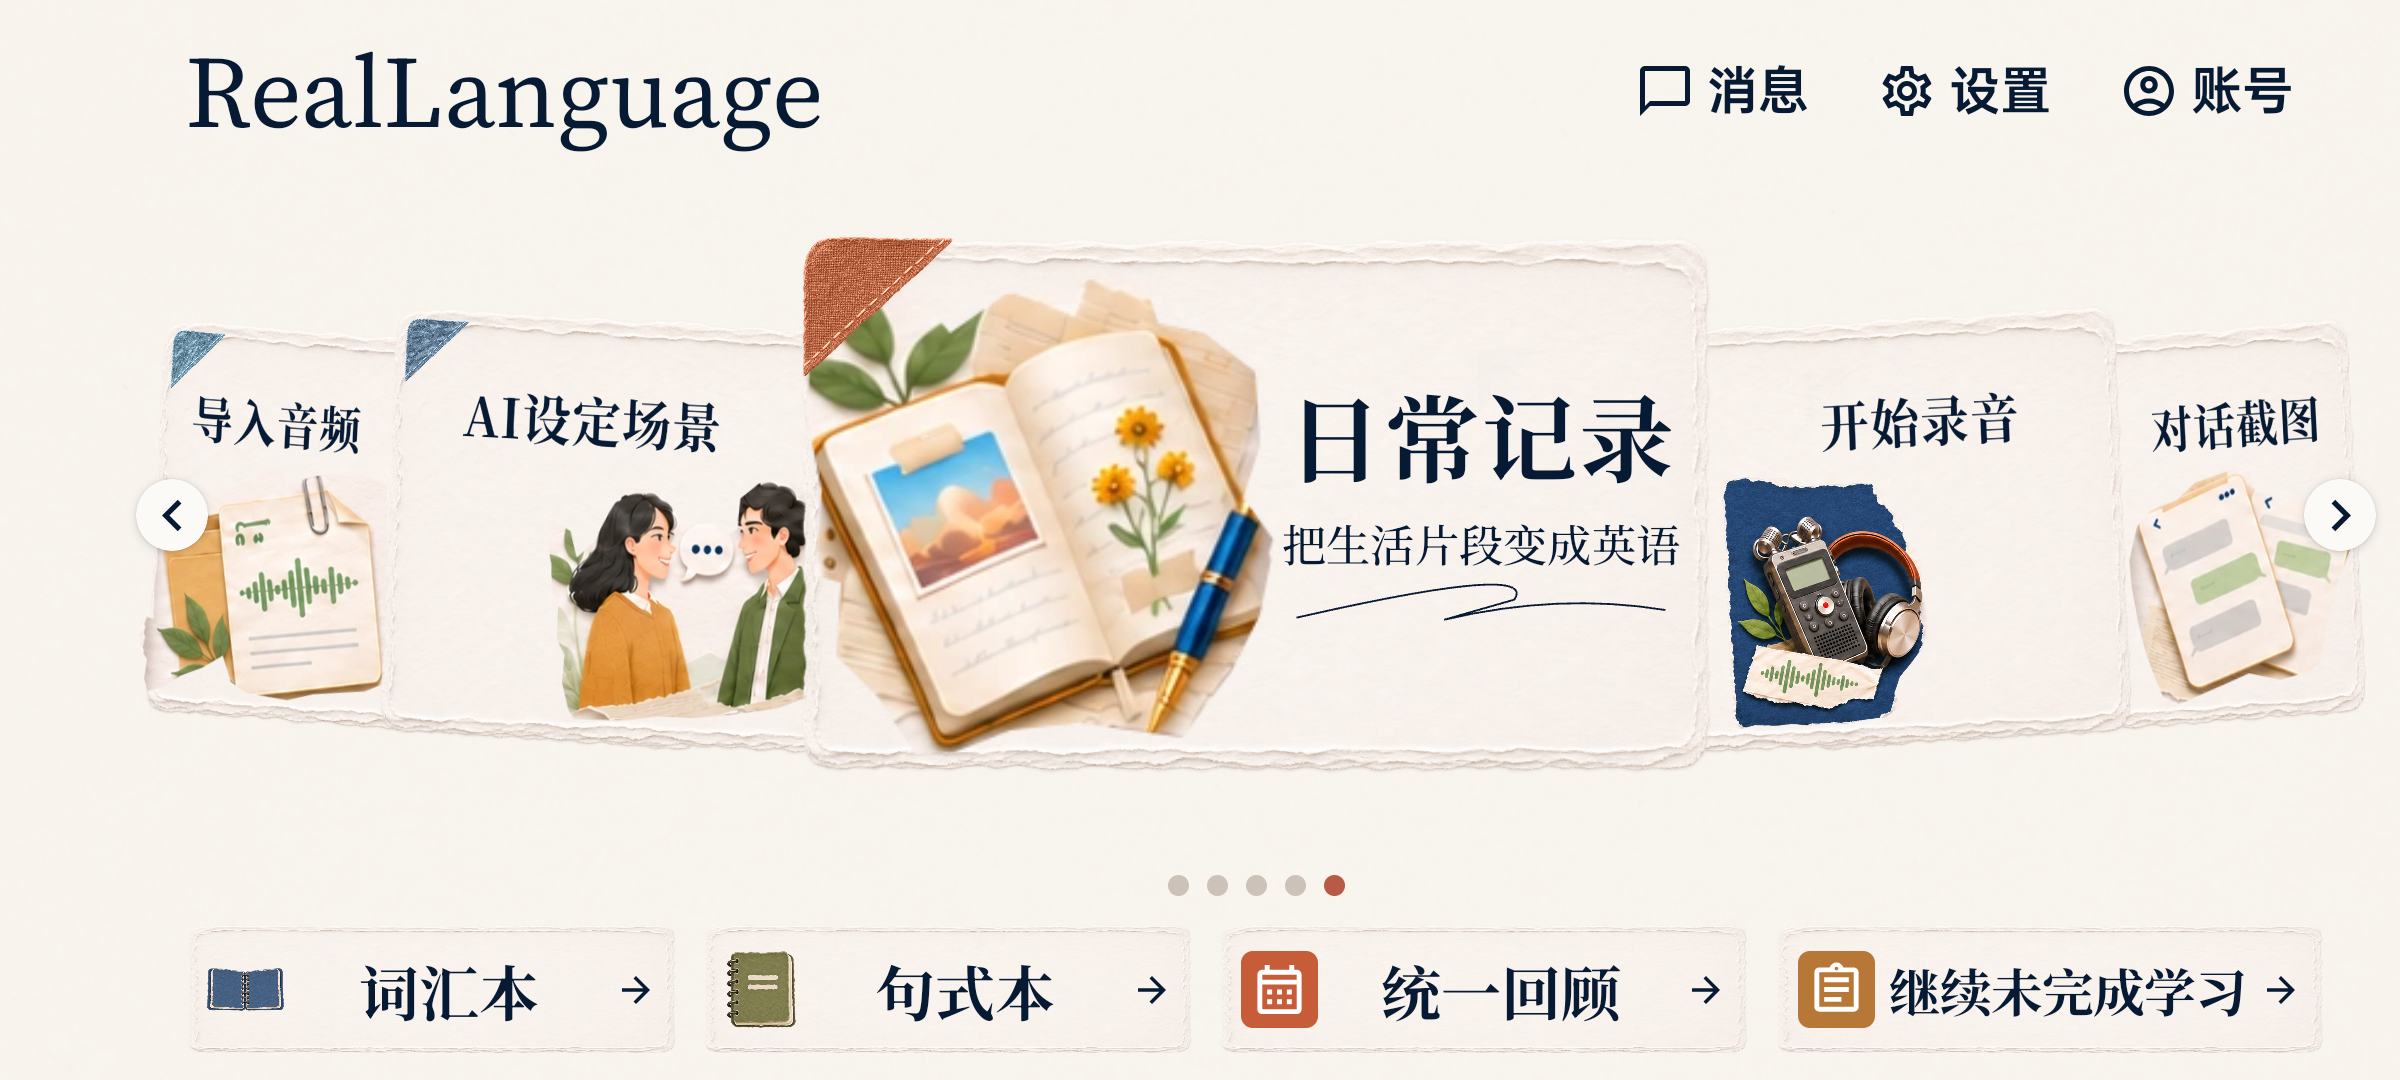 RealLanguage
消息
设置
账号
导入音频
AI设定场景
日常记录
把生活片段变成英语
开始录音
对话截图
词汇本
句式本
统一回顾
继续未完成学习